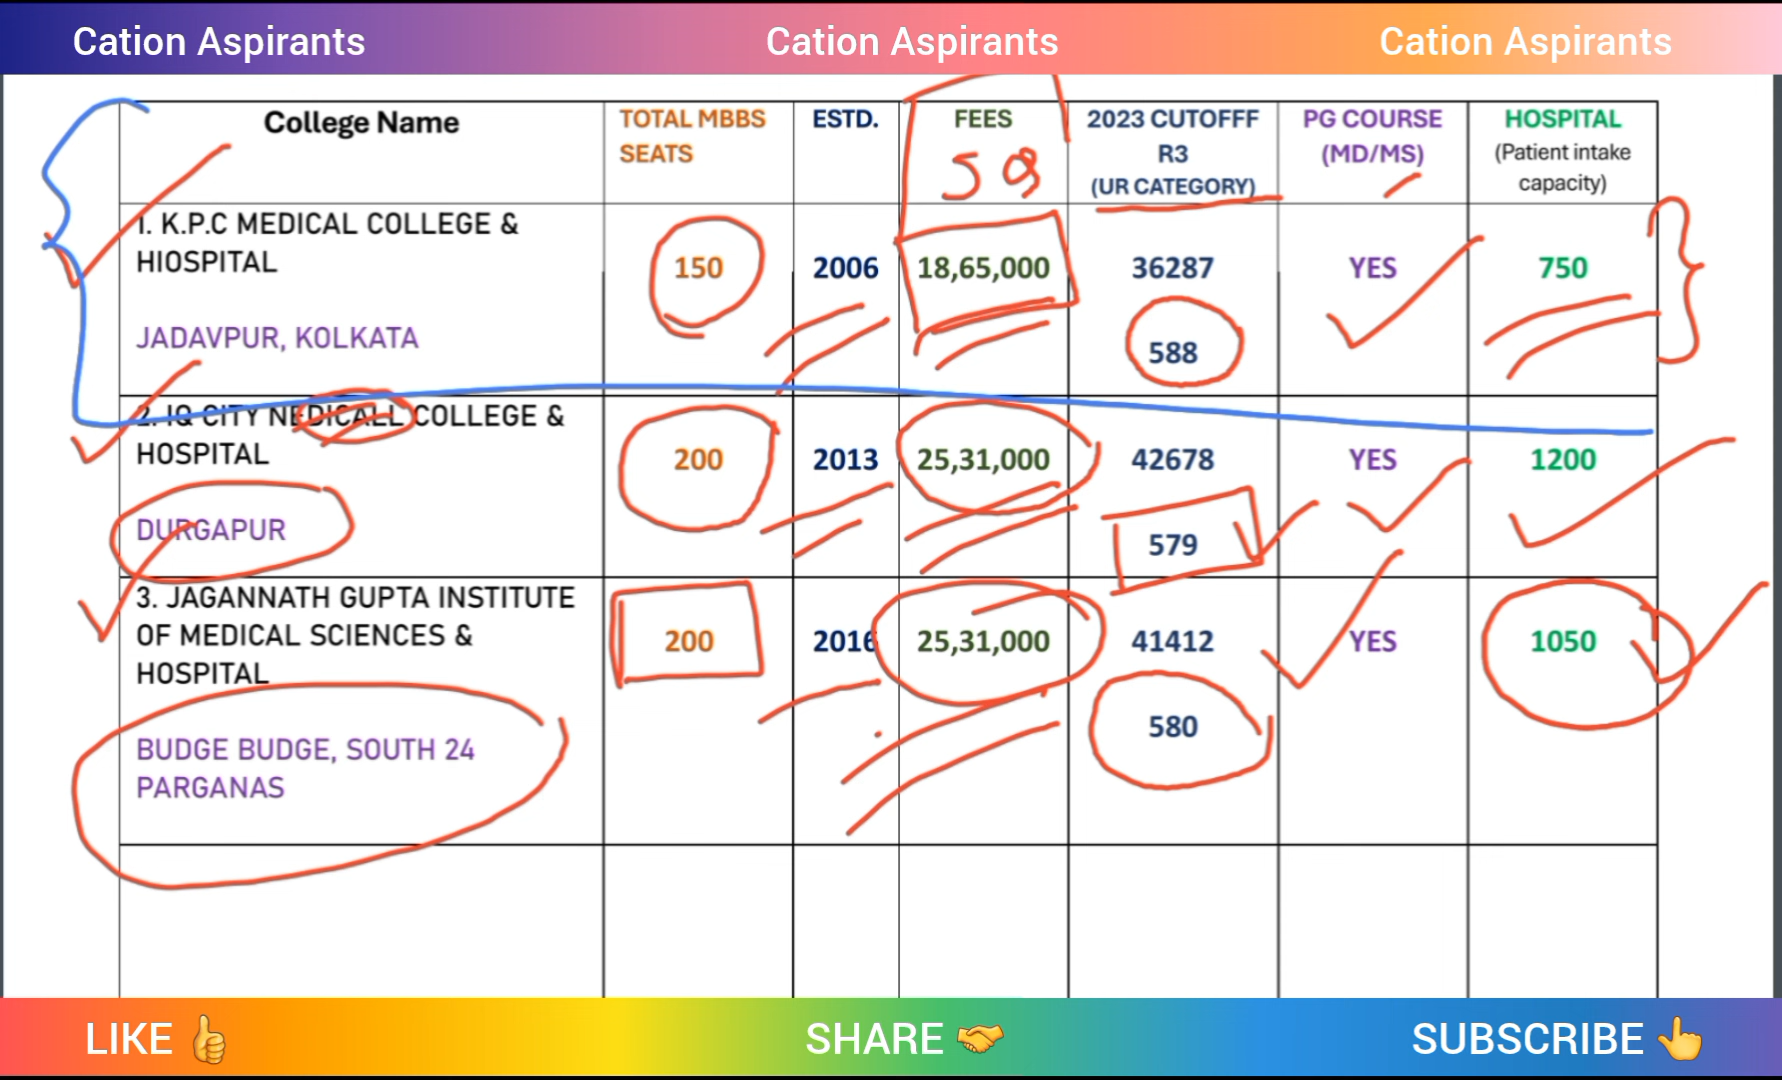 Cation Aspirants Cation Aspirants Cation Aspirants
College Name TOTAL MBBS SEATS ESTD. FEES 2023 CUTOFFF R3 (UR CATEGORY) PG COURSE (MD/MS) HOSPITAL (Patient intake capacity)
1. K.P.C MEDICAL COLLEGE &
HIOSPITAL 150 2006 18,65,000 36287 YES 750
JADAVPUR, KOLKATA 588
2. IQ CITY NEDICALL COLLEGE &
HOSPITAL 200 2013 25,31,000 42678 YES 1200
DURGAPUR 579
3. JAGANNATH GUPTA INSTITUTE
OF MEDICAL SCIENCES & 200 2016 25,31,000 41412 YES 1050
HOSPITAL
580
BUDGE BUDGE, SOUTH 24
PARGANAS
LIKE SHARE SUBSCRIBE